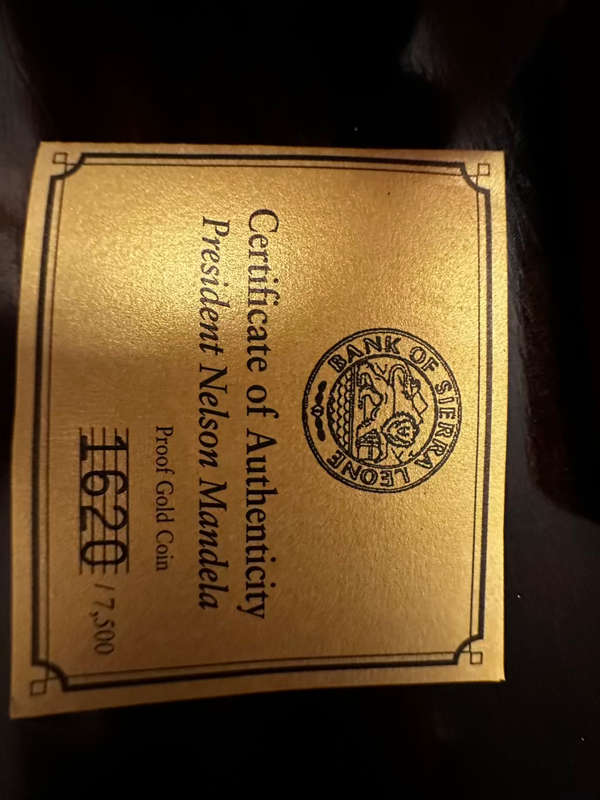 BANK OF SIERRA LEONE
Certificate of Authenticity
President Nelson Mandela
Proof Gold Coin
1620 / 7,500